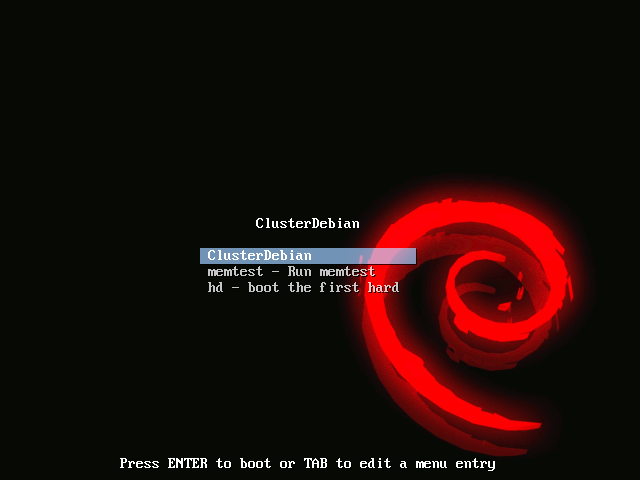 ClusterDebian
ClusterDebian
memtest - Run memtest
hd - boot the first hard
Press ENTER to boot or TAB to edit a menu entry